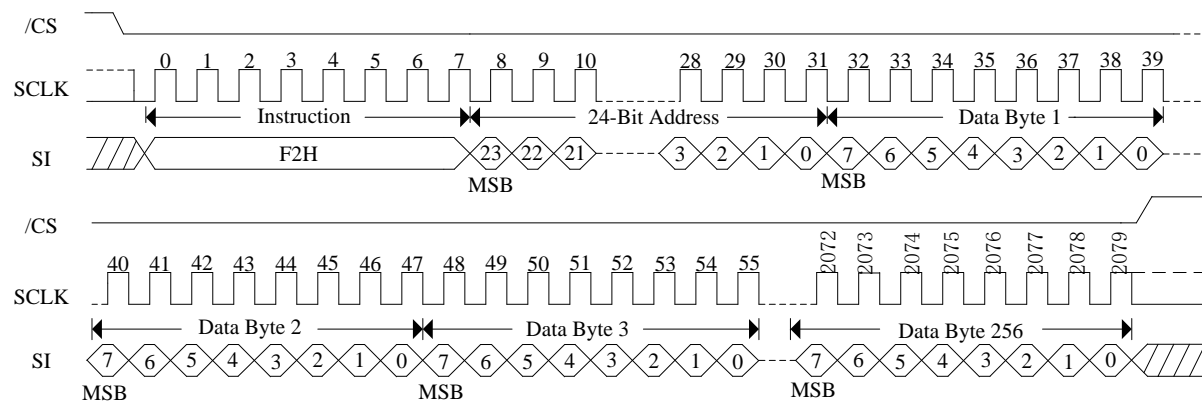 /CS
0 1 2 3 4 5 6 7 8 9 10 28 29 30 31 32 33 34 35 36 37 38 39
SCLK
Instruction 24-Bit Address Data Byte 1
SI F2H 23 22 21 3 2 1 0 7 6 5 4 3 2 1 0
MSB MSB
/CS
40 41 42 43 44 45 46 47 48 49 50 51 52 53 54 55 2072 2073 2074 2075 2076 2077 2078 2079
SCLK
Data Byte 2 Data Byte 3 Data Byte 256
SI 7 6 5 4 3 2 1 0 7 6 5 4 3 2 1 0 7 6 5 4 3 2 1 0
MSB MSB MSB